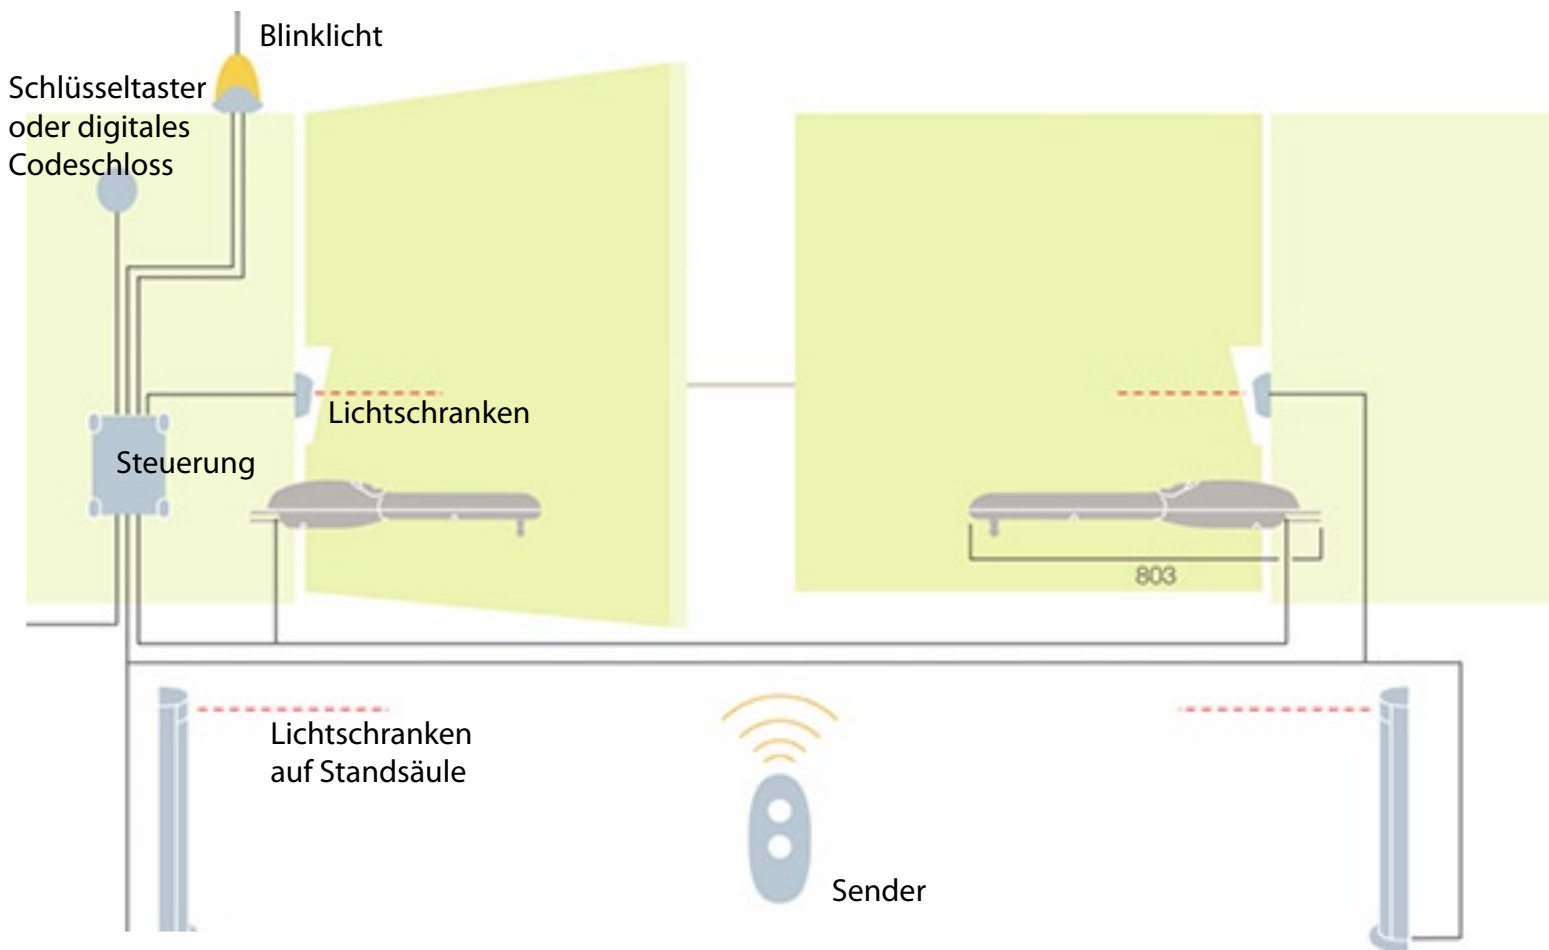 Blinklicht
Schlüsseltaster
oder digitales
Codeschloss
Lichtschranken
Steuerung
803
Lichtschranken
auf Standsäule
Sender